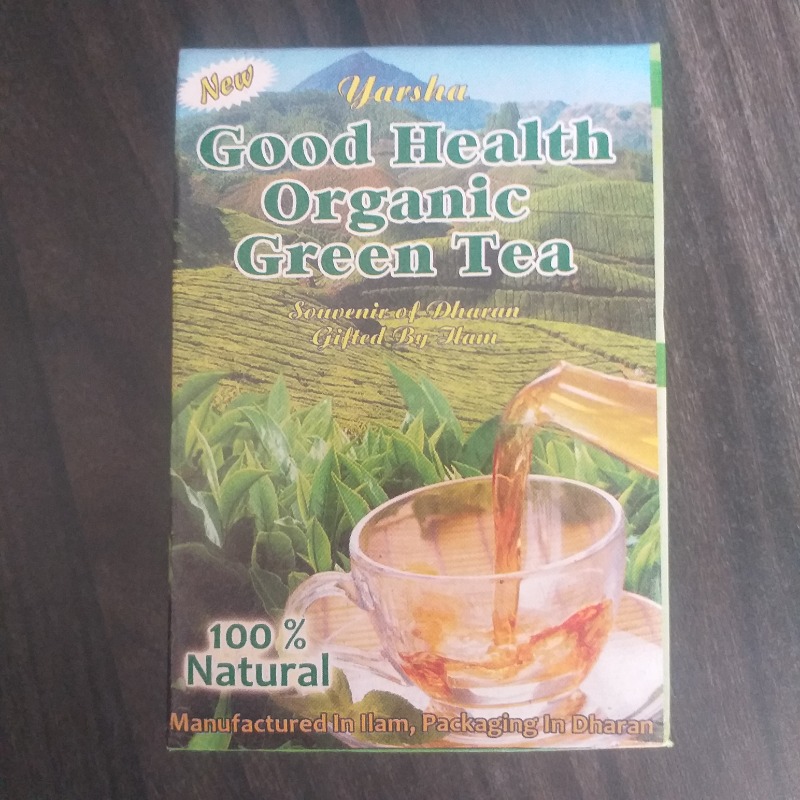 New
Yarsha
Good Health
Organic
Green Tea
Souvenir of Dharan
Gifted By Ilam
100 %
Natural
Manufactured In Ilam, Packaging In Dharan